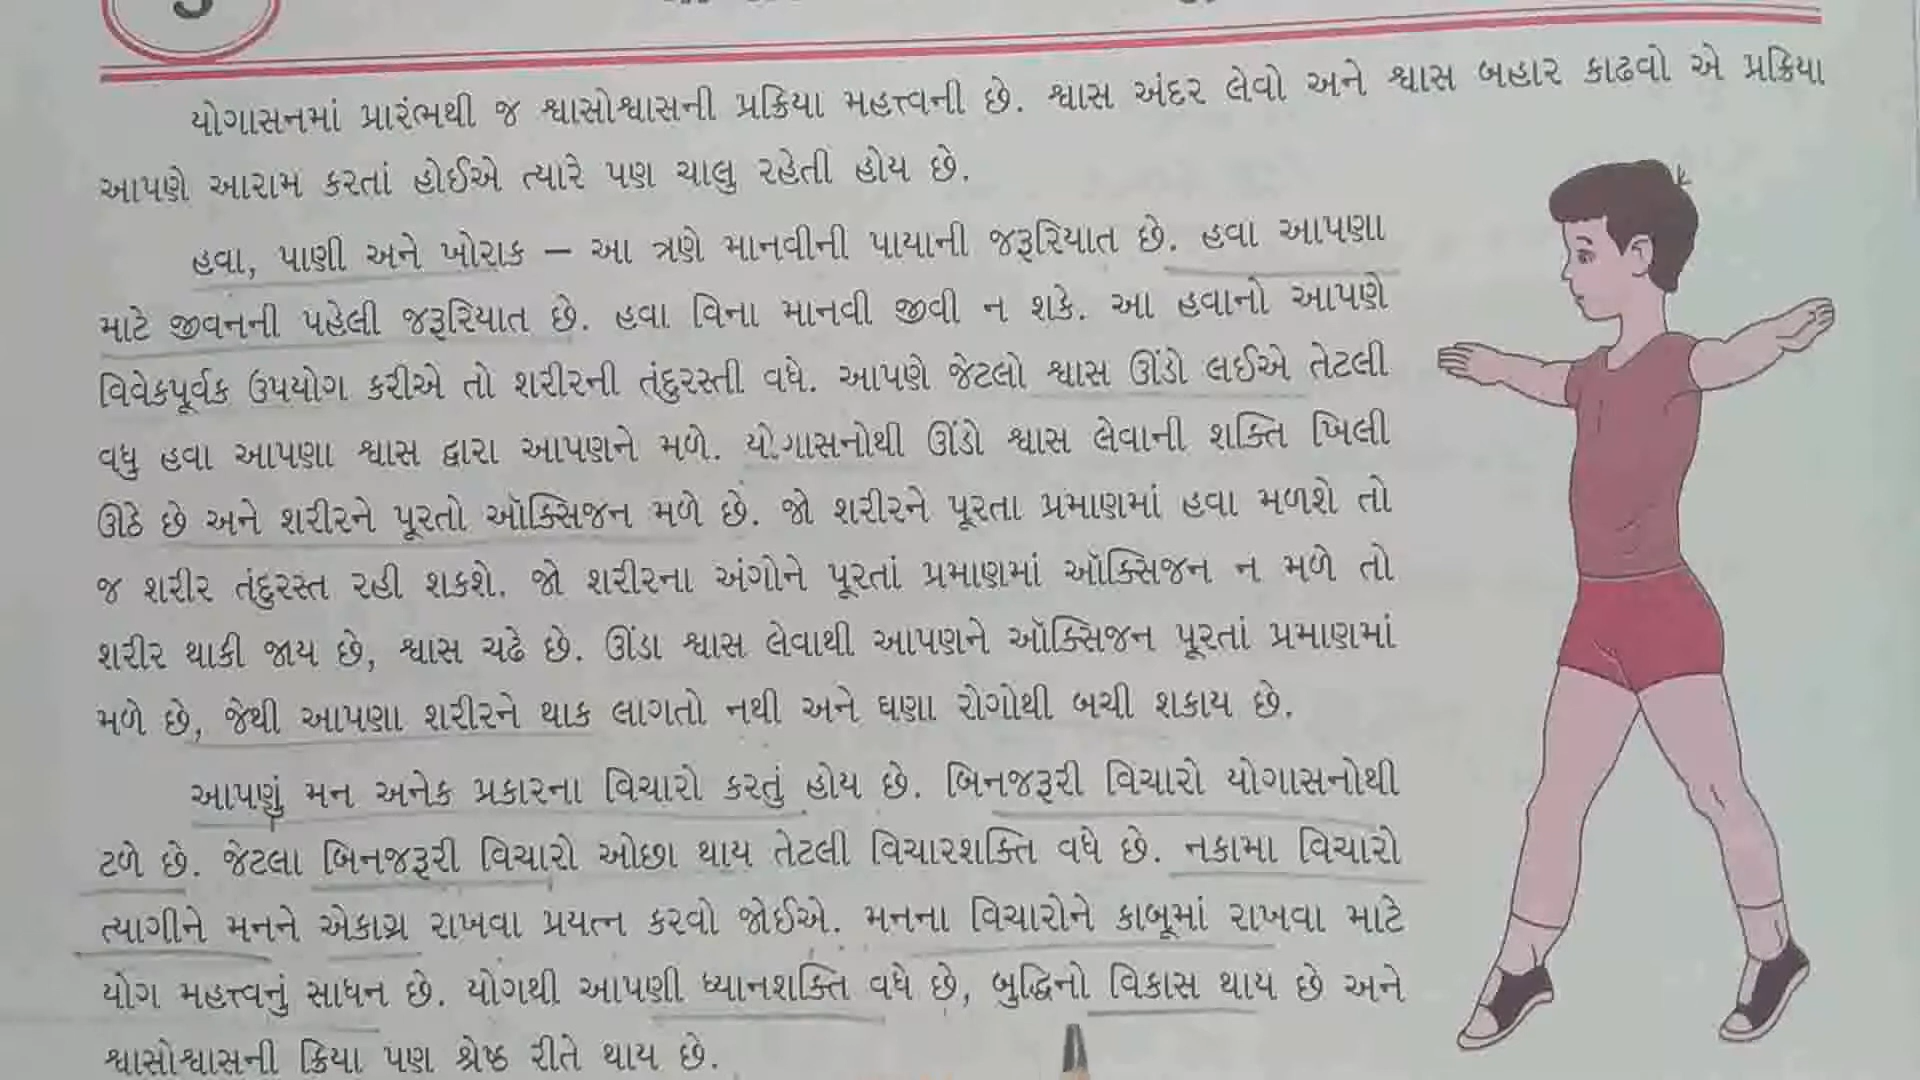 યોગાસનમાં પ્રારંભથી જ શ્વાસોશ્વાસની પ્રક્રિયા મહત્ત્વની છે. શ્વાસ અંદર લેવો અને શ્વાસ બહાર કાઢવો એ પ્રક્રિયા
આપણે આરામ કરતાં હોઈએ ત્યારે પણ ચાલુ રહેતી હોય છે.
હવા, પાણી અને ખોરાક – આ ત્રણે માનવીની પાયાની જરૂરિયાત છે. હવા આપણા
માટે જીવનની પહેલી જરૂરિયાત છે. હવા વિના માનવી જીવી ન શકે. આ હવાનો આપણે
વિવેકપૂર્વક ઉપયોગ કરીએ તો શરીરની તંદુરસ્તી વધે. આપણે જેટલો શ્વાસ ઊંડો લઈએ તેટલી
વધુ હવા આપણા શ્વાસ દ્વારા આપણને મળે. યોગાસનોથી ઊંડો શ્વાસ લેવાની શક્તિ ખિલી
ઊઠે છે અને શરીરને પૂરતો ઑક્સિજન મળે છે. જો શરીરને પૂરતા પ્રમાણમાં હવા મળશે તો
જ શરીર તંદુરસ્ત રહી શકશે. જો શરીરના અંગોને પૂરતાં પ્રમાણમાં ઑક્સિજન ન મળે તો
શરીર થાકી જાય છે, શ્વાસ ચઢે છે. ઊંડા શ્વાસ લેવાથી આપણને ઑક્સિજન પૂરતાં પ્રમાણમાં
મળે છે, જેથી આપણા શરીરને થાક લાગતો નથી અને ઘણા રોગોથી બચી શકાય છે.
આપણું મન અનેક પ્રકારના વિચારો કરતું હોય છે. બિનજરૂરી વિચારો યોગાસનોથી
ટળે છે. જેટલા બિનજરૂરી વિચારો ઓછા થાય તેટલી વિચારશક્તિ વધે છે. નકામા વિચારો
ત્યાગીને મનને એકાગ્ર રાખવા પ્રયત્ન કરવો જોઈએ. મનના વિચારોને કાબૂમાં રાખવા માટે
યોગ મહત્ત્વનું સાધન છે. યોગથી આપણી ધ્યાનશક્તિ વધે છે, બુદ્ધિનો વિકાસ થાય છે અને
શ્વાસોશ્વાસની ક્રિયા પણ શ્રેષ્ઠ રીતે થાય છે.